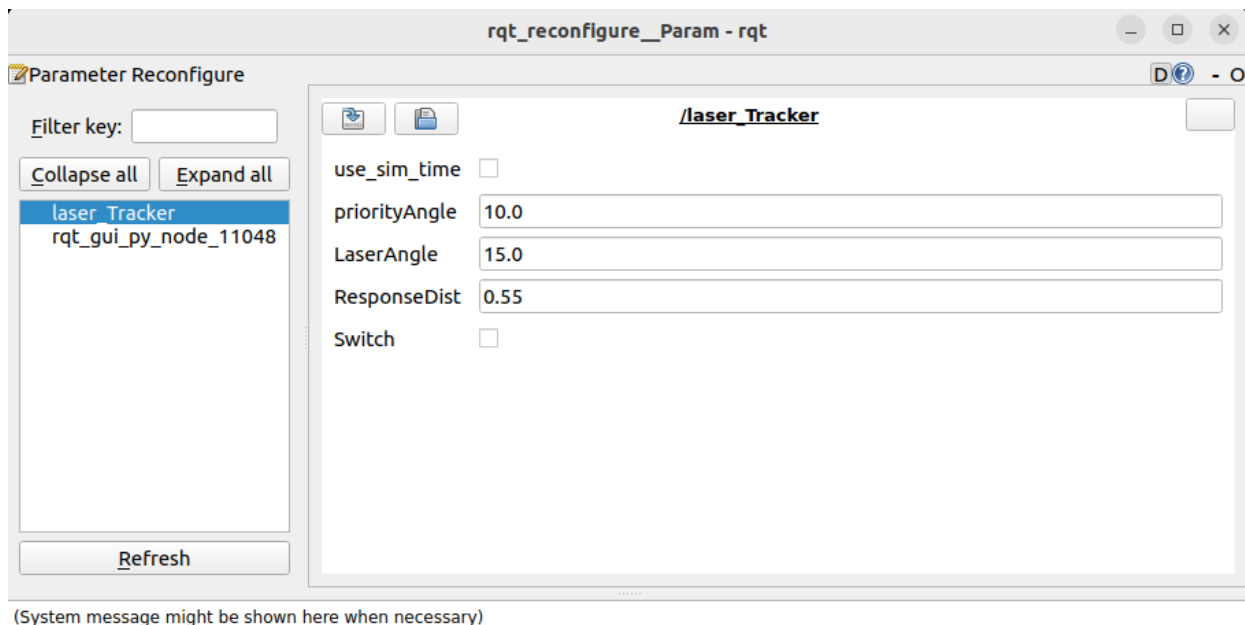 rqt_reconfigure__Param - rqt
Parameter Reconfigure
D ? - O
Filter key:
Collapse all Expand all
laser_Tracker
rqt_gui_py_node_11048
Refresh
/laser_Tracker
use_sim_time
priorityAngle 10.0
LaserAngle 15.0
ResponseDist 0.55
Switch
(System message might be shown here when necessary)